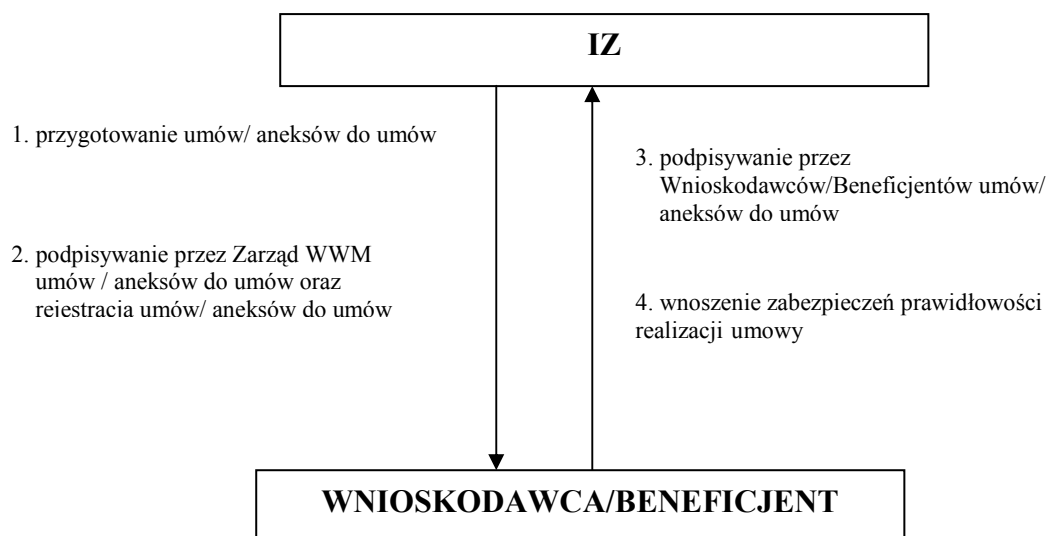 IZ
1. przygotowanie umów/ aneksów do umów
2. podpisywanie przez Zarząd WWM
umów / aneksów do umów oraz
rejestracja umów/ aneksów do umów
3. podpisywanie przez
Wnioskodawców/Beneficjentów umów/
aneksów do umów
4. wnoszenie zabezpieczeń prawidłowości
realizacji umowy
WNIOSKODAWCA/BENEFICJENT